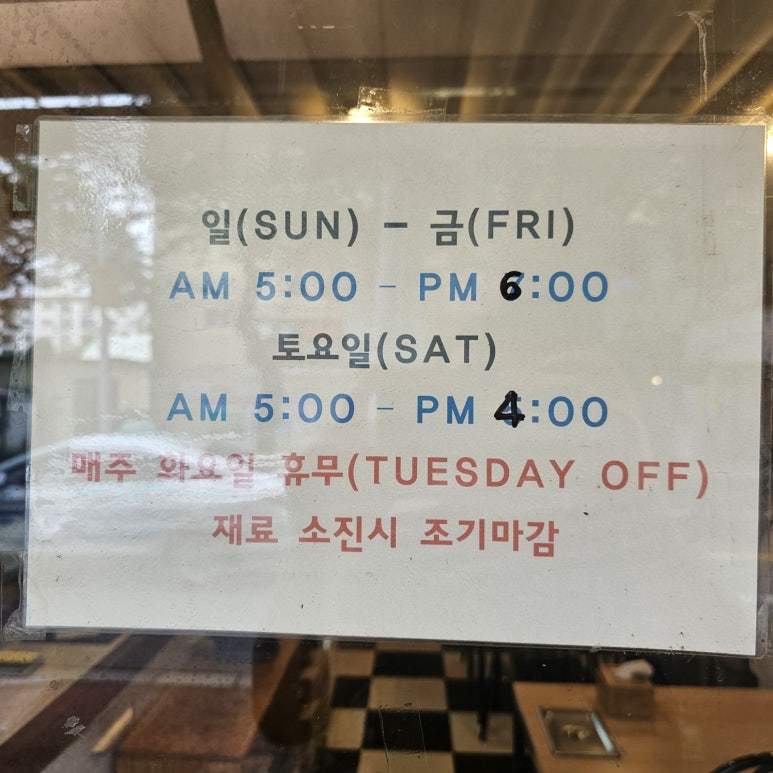 일(SUN) - 금(FRI)
AM 5:00 - PM 6:00
토요일(SAT)
AM 5:00 - PM 4:00
매주 화요일 휴무(TUESDAY OFF)
재료 소진시 조기마감